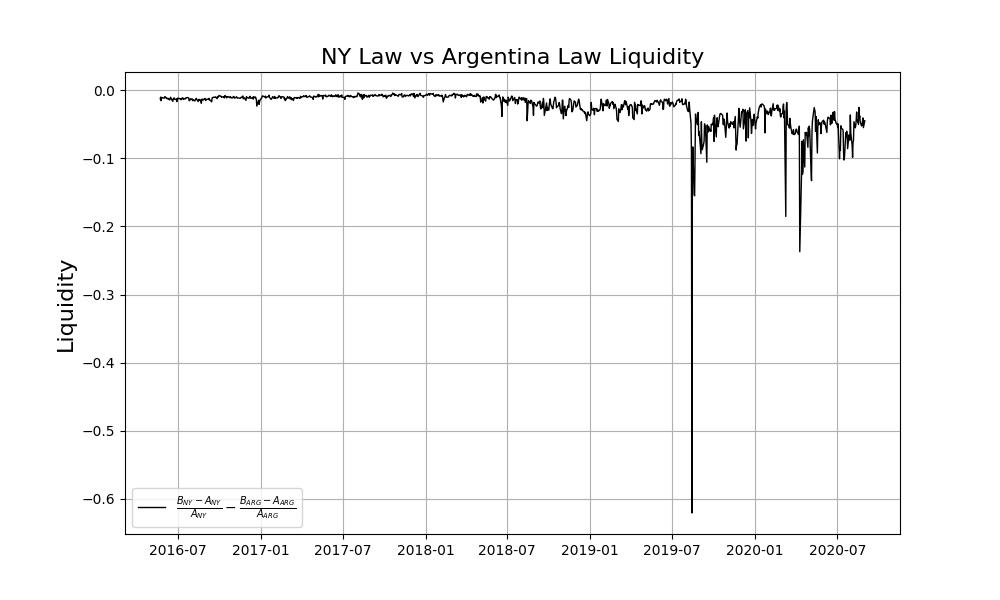 NY Law vs Argentina Law Liquidity
Liquidity
0.0
−0.1
−0.2
−0.3
−0.4
−0.5
−0.6
B_NY − A_NY / A_NY − B_ARG − A_ARG / A_ARG
2016-07 2017-01 2017-07 2018-01 2018-07 2019-01 2019-07 2020-01 2020-07